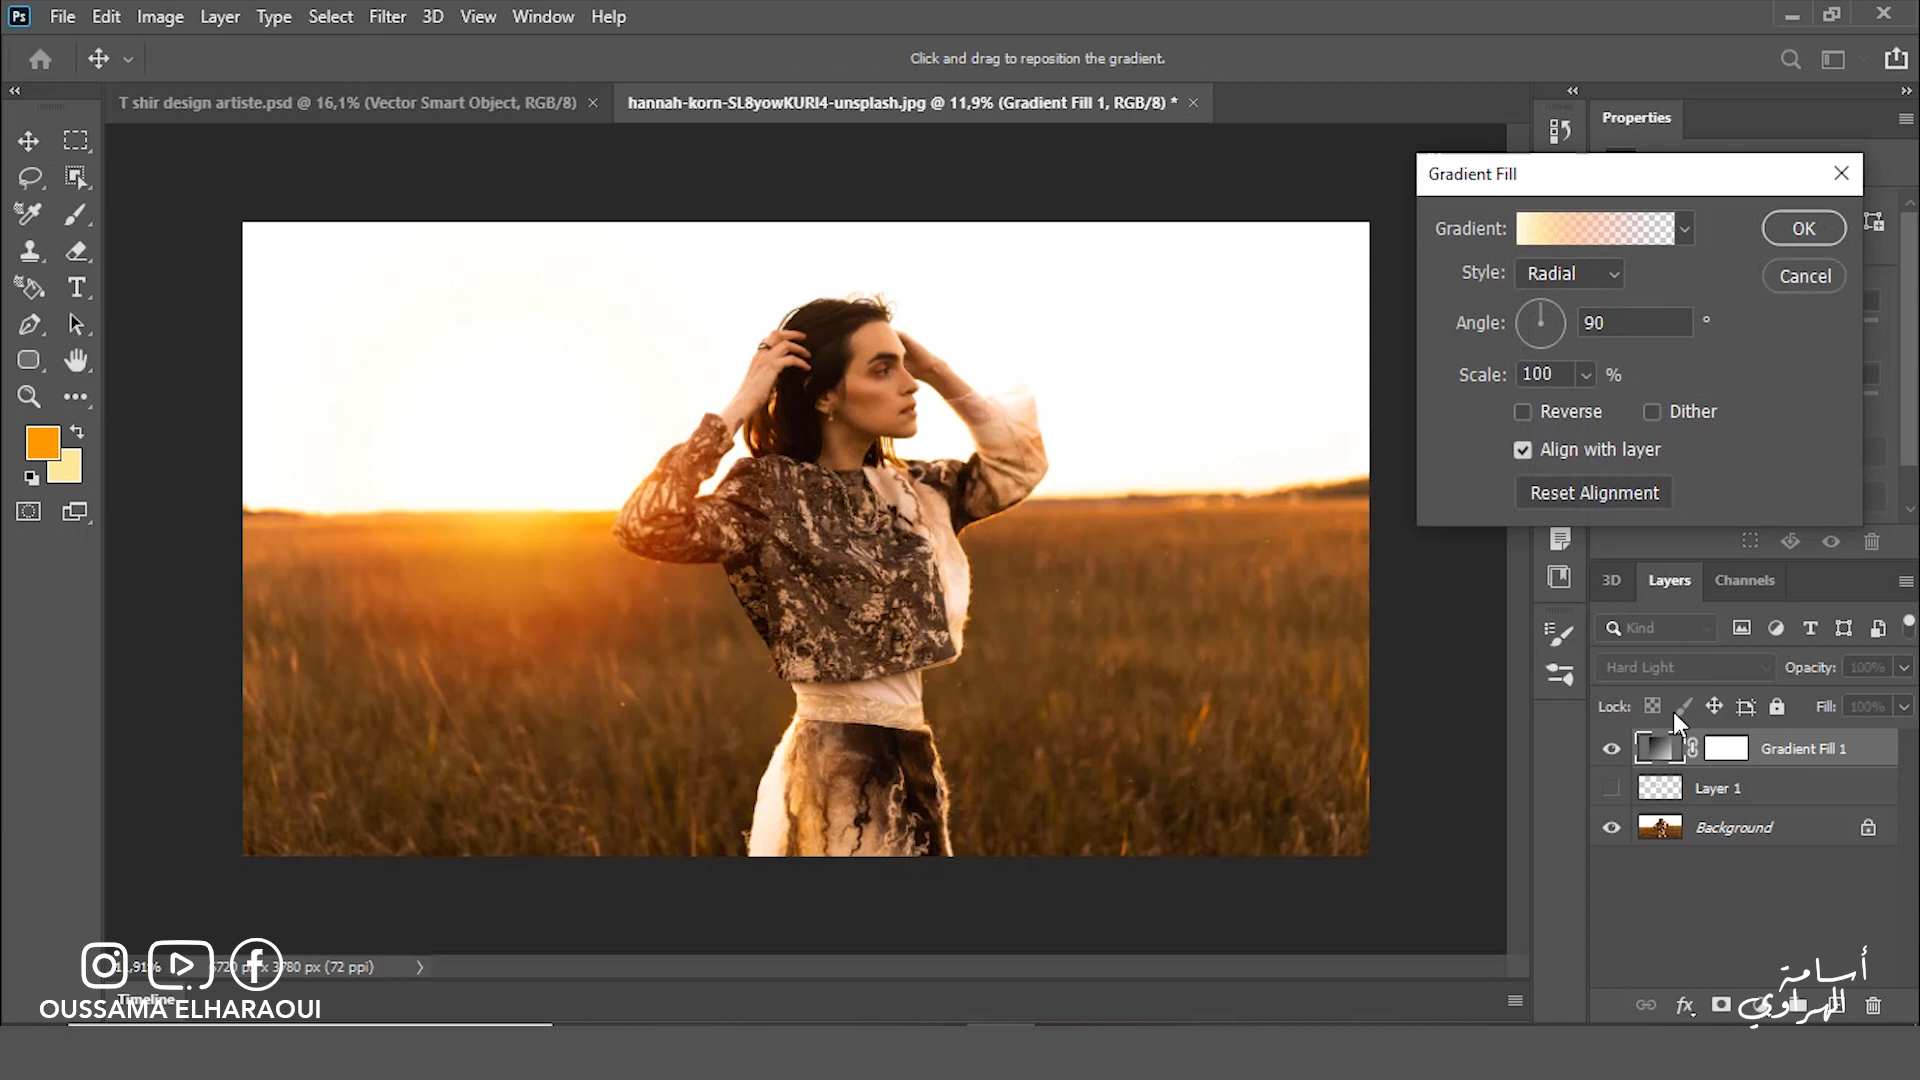 Ps File Edit Image Layer Type Select Filter 3D View Window Help
Click and drag to reposition the gradient.
T shir design artiste.psd @ 16,1% (Vector Smart Object, RGB/8) × hannah-korn-SL8yowKURI4-unsplash.jpg @ 11,9% (Gradient Fill 1, RGB/8) * ×
Properties
Gradient Fill
Gradient:
OK
Style: Radial
Cancel
Angle: 90 °
Scale: 100 %
Reverse Dither
Align with layer
Reset Alignment
3D Layers Channels
Kind
Hard Light Opacity: 100%
Lock: Fill: 100%
Gradient Fill 1
Layer 1
Background
3780 px (72 ppi)
Timeline
OUSSAMA ELHARAOUI
أسامة
الهراوي